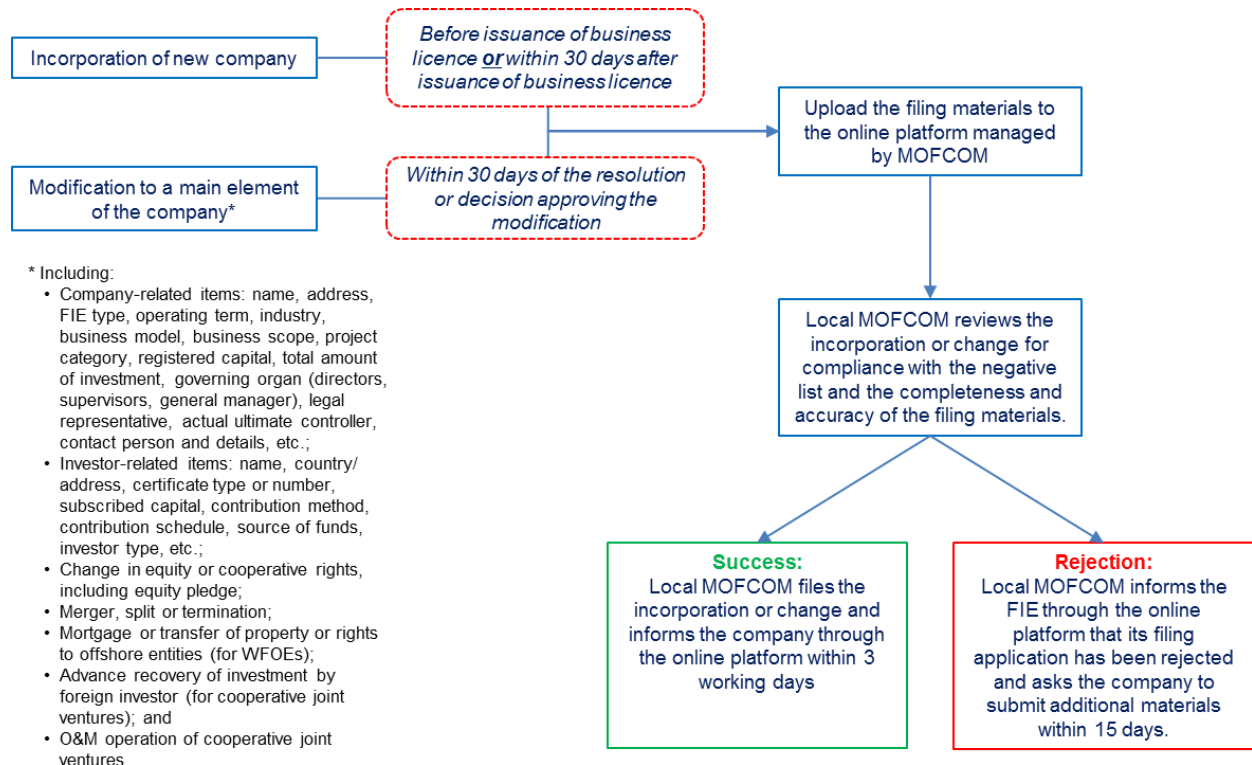 Incorporation of new company
Before issuance of business
licence or within 30 days after
issuance of business licence
Upload the filing materials to
the online platform managed
by MOFCOM
Modification to a main element
of the company*
Within 30 days of the resolution
or decision approving the
modification
* Including:
• Company-related items: name, address,
FIE type, operating term, industry,
business model, business scope, project
category, registered capital, total amount
of investment, governing organ (directors,
supervisors, general manager), legal
representative, actual ultimate controller,
contact person and details, etc.;
• Investor-related items: name, country/
address, certificate type or number,
subscribed capital, contribution method,
contribution schedule, source of funds,
investor type, etc.;
• Change in equity or cooperative rights,
including equity pledge;
• Merger, split or termination;
• Mortgage or transfer of property or rights
to offshore entities (for WFOEs);
• Advance recovery of investment by
foreign investor (for cooperative joint
ventures); and
• O&M operation of cooperative joint
ventures
Local MOFCOM reviews the
incorporation or change for
compliance with the negative
list and the completeness and
accuracy of the filing materials.
Success:
Local MOFCOM files the
incorporation or change and
informs the company through
the online platform within 3
working days
Rejection:
Local MOFCOM informs the
FIE through the online
platform that its filing
application has been rejected
and asks the company to
submit additional materials
within 15 days.